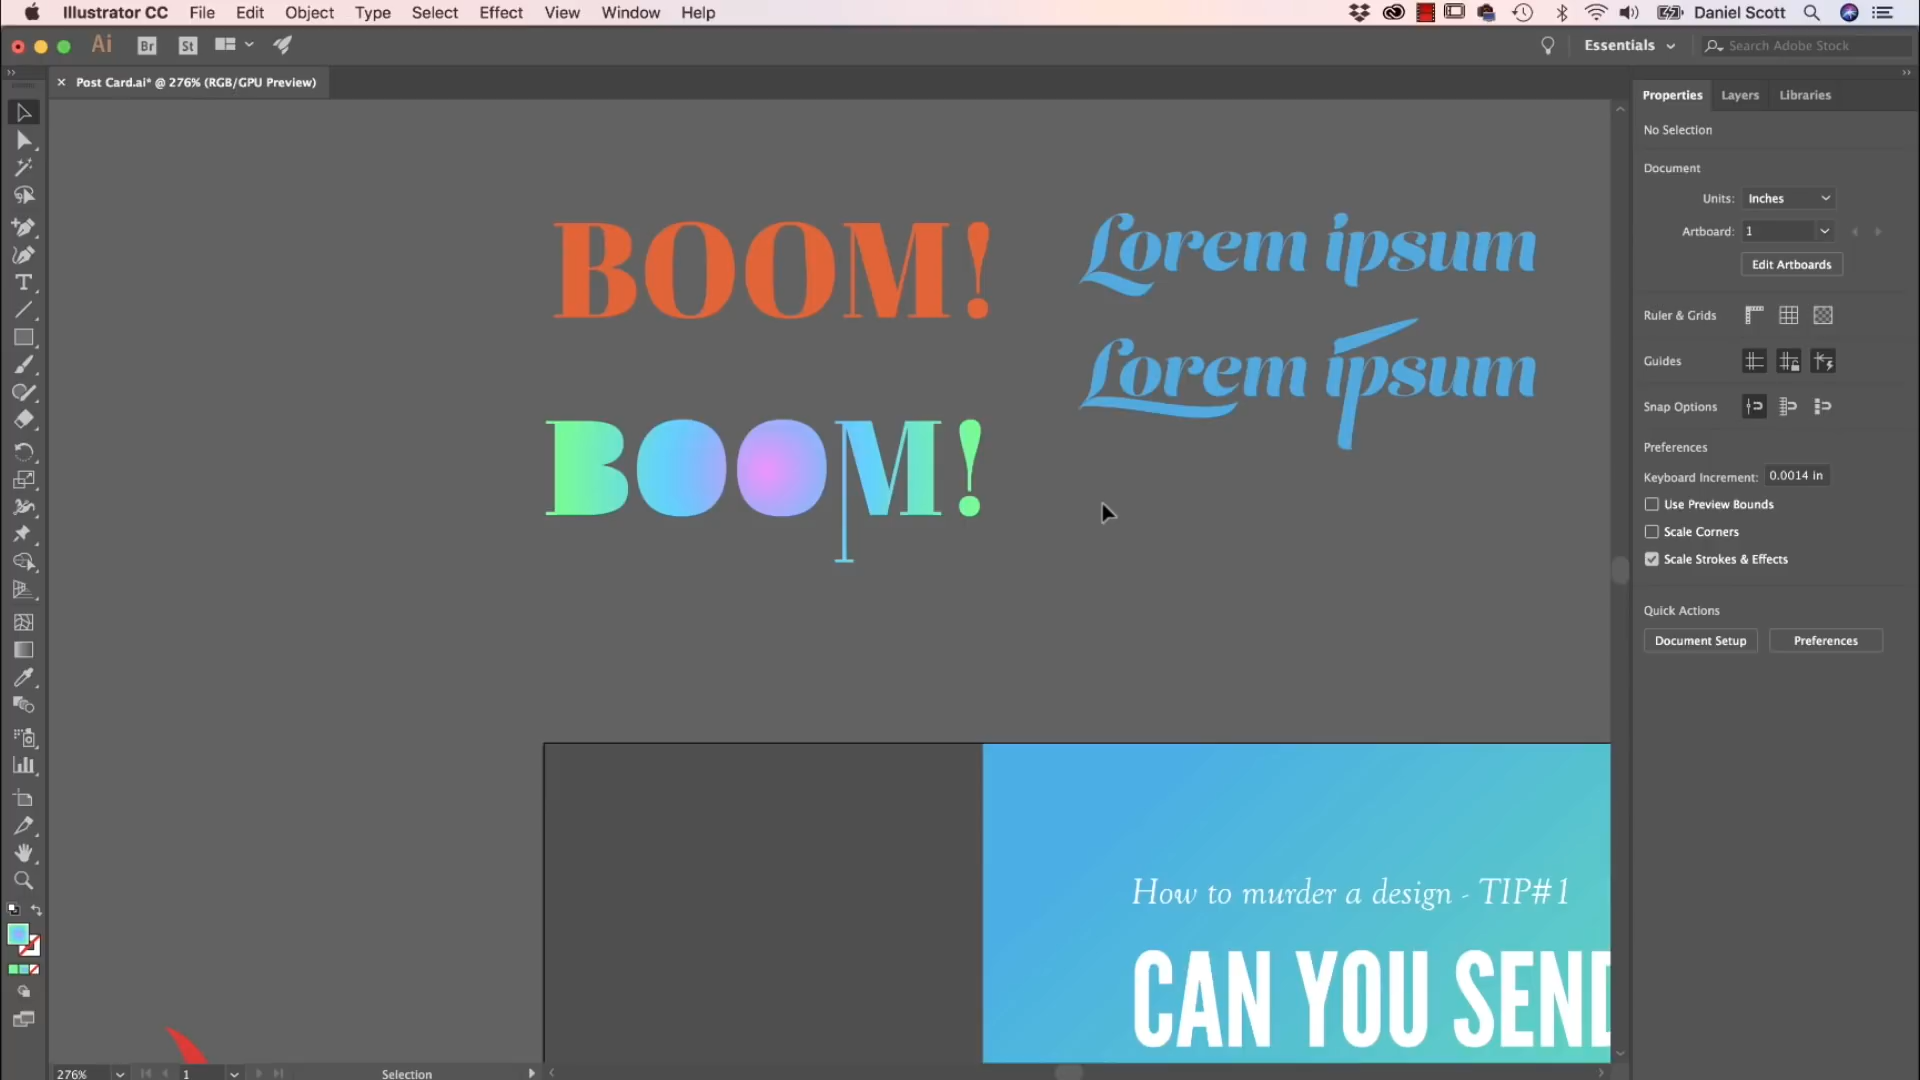 Illustrator CC File Edit Object Type Select Effect View Window Help Daniel Scott
Ai Br St Essentials Search Adobe Stock
× Post Card.ai* @ 276% (RGB/GPU Preview)
Properties Layers Libraries
No Selection
Document
Units: Inches
Artboard: 1
Edit Artboards
Ruler & Grids
Guides
Snap Options
Preferences
Keyboard Increment: 0.0014 in
Use Preview Bounds
Scale Corners
Scale Strokes & Effects
Quick Actions
Document Setup Preferences
BOOM!
Lorem ipsum
Lorem ipsum
BOOM!
How to murder a design - TIP#1
CAN YOU SEND
276% 1 Selection